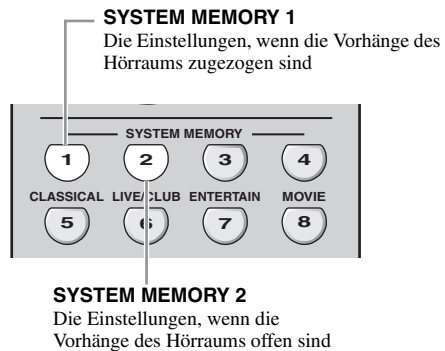 SYSTEM MEMORY 1
Die Einstellungen, wenn die Vorhänge des
Hörraums zugezogen sind
SYSTEM MEMORY
1 2 3 4
CLASSICAL LIVE/CLUB ENTERTAIN MOVIE
5 6 7 8
SYSTEM MEMORY 2
Die Einstellungen, wenn die
Vorhänge des Hörraums offen sind